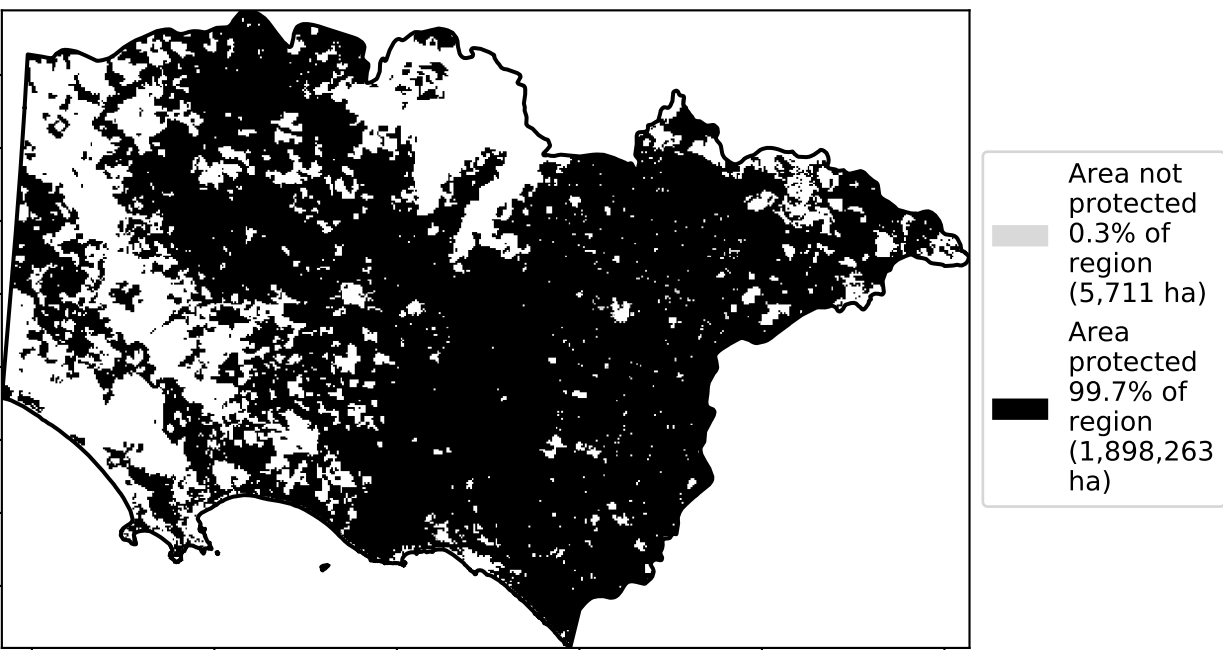 Area not
protected
0.3% of
region
(5,711 ha)
Area
protected
99.7% of
region
(1,898,263
ha)